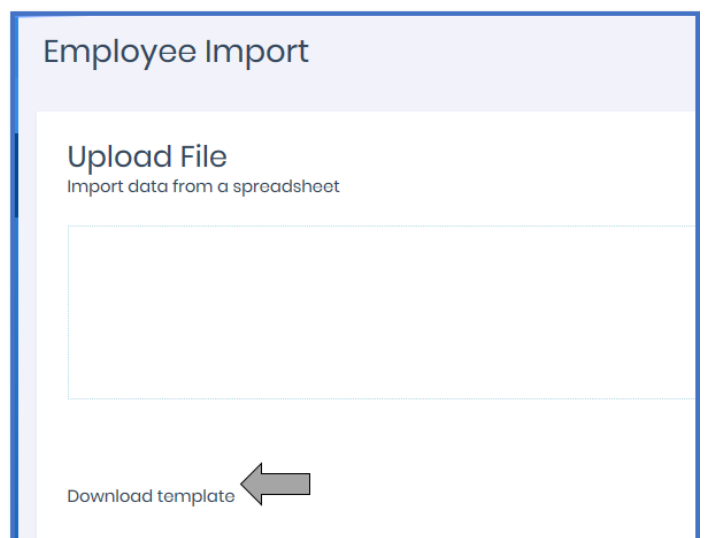 Employee Import
Upload File
Import data from a spreadsheet
Download template